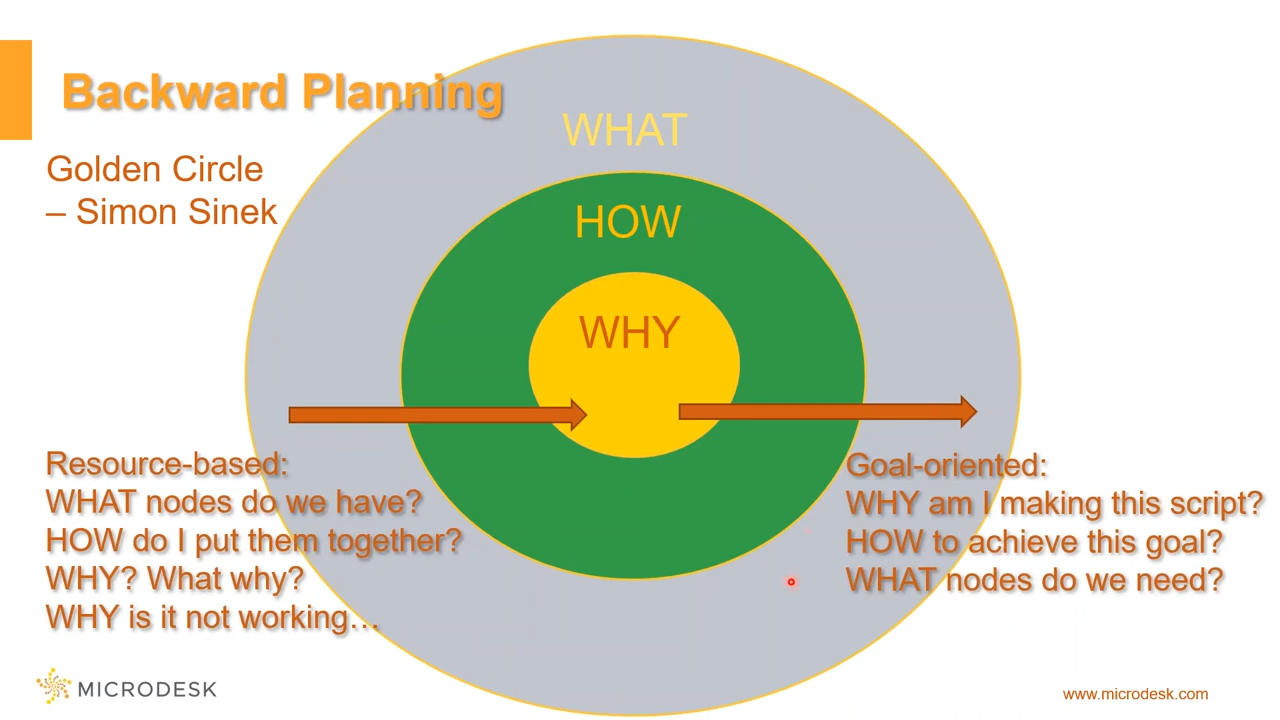 Backward Planning
Golden Circle
– Simon Sinek
WHAT
HOW
WHY
Resource-based:
WHAT nodes do we have?
HOW do I put them together?
WHY? What why?
WHY is it not working…
Goal-oriented:
WHY am I making this script?
HOW to achieve this goal?
WHAT nodes do we need?
MICRODESK
www.microdesk.com